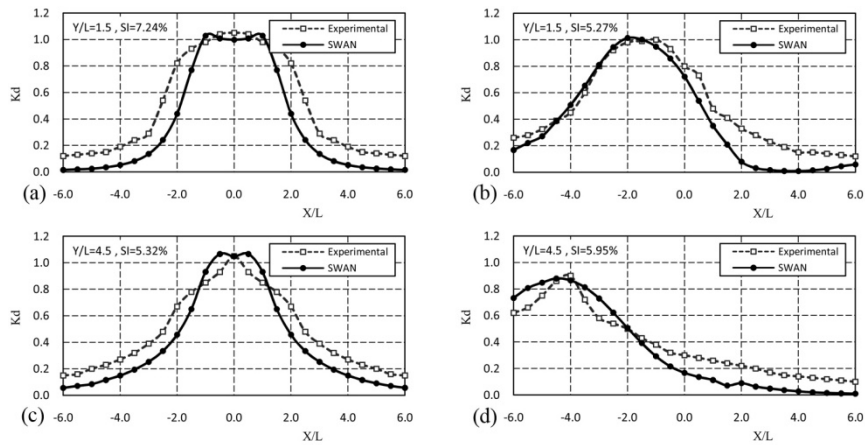 Y/L=1.5 , SI=7.24%
Experimental
SWAN
1.2
1.0
0.8
0.6
0.4
0.2
0.0
Kd
-6.0 -4.0 -2.0 0.0 2.0 4.0 6.0
X/L
(a)
Y/L=1.5 , SI=5.27%
Experimental
SWAN
1.2
1.0
0.8
0.6
0.4
0.2
0.0
Kd
-6.0 -4.0 -2.0 0.0 2.0 4.0 6.0
X/L
(b)
Y/L=4.5 , SI=5.32%
Experimental
SWAN
1.2
1.0
0.8
0.6
0.4
0.2
0.0
Kd
-6.0 -4.0 -2.0 0.0 2.0 4.0 6.0
X/L
(c)
Y/L=4.5 , SI=5.95%
Experimental
SWAN
1.2
1.0
0.8
0.6
0.4
0.2
0.0
Kd
-6.0 -4.0 -2.0 0.0 2.0 4.0 6.0
X/L
(d)